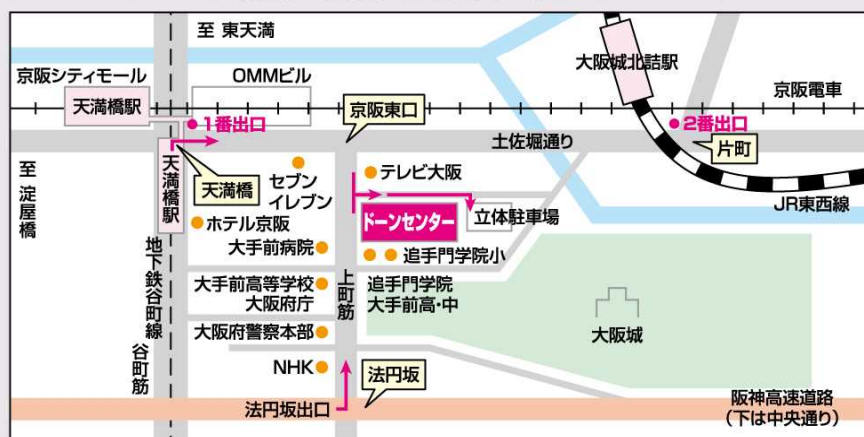 至 東天満
京阪シティモール
OMMビル
大阪城北詰駅
天満橋駅
京阪東口
京阪電車
1番出口
2番出口
土佐堀通り
片町
至 淀屋橋
天満橋駅
天満橋
セブン
イレブン
テレビ大阪
JR東西線
ホテル京阪
ドーンセンター
立体駐車場
大手前病院
追手門学院小
地下鉄谷町線
谷町筋
大手前高等学校
大阪府庁
上町筋
追手門学院
大手前高・中
大阪府警察本部
大阪城
NHK
法円坂
法円坂出口
阪神高速道路
（下は中央通り）